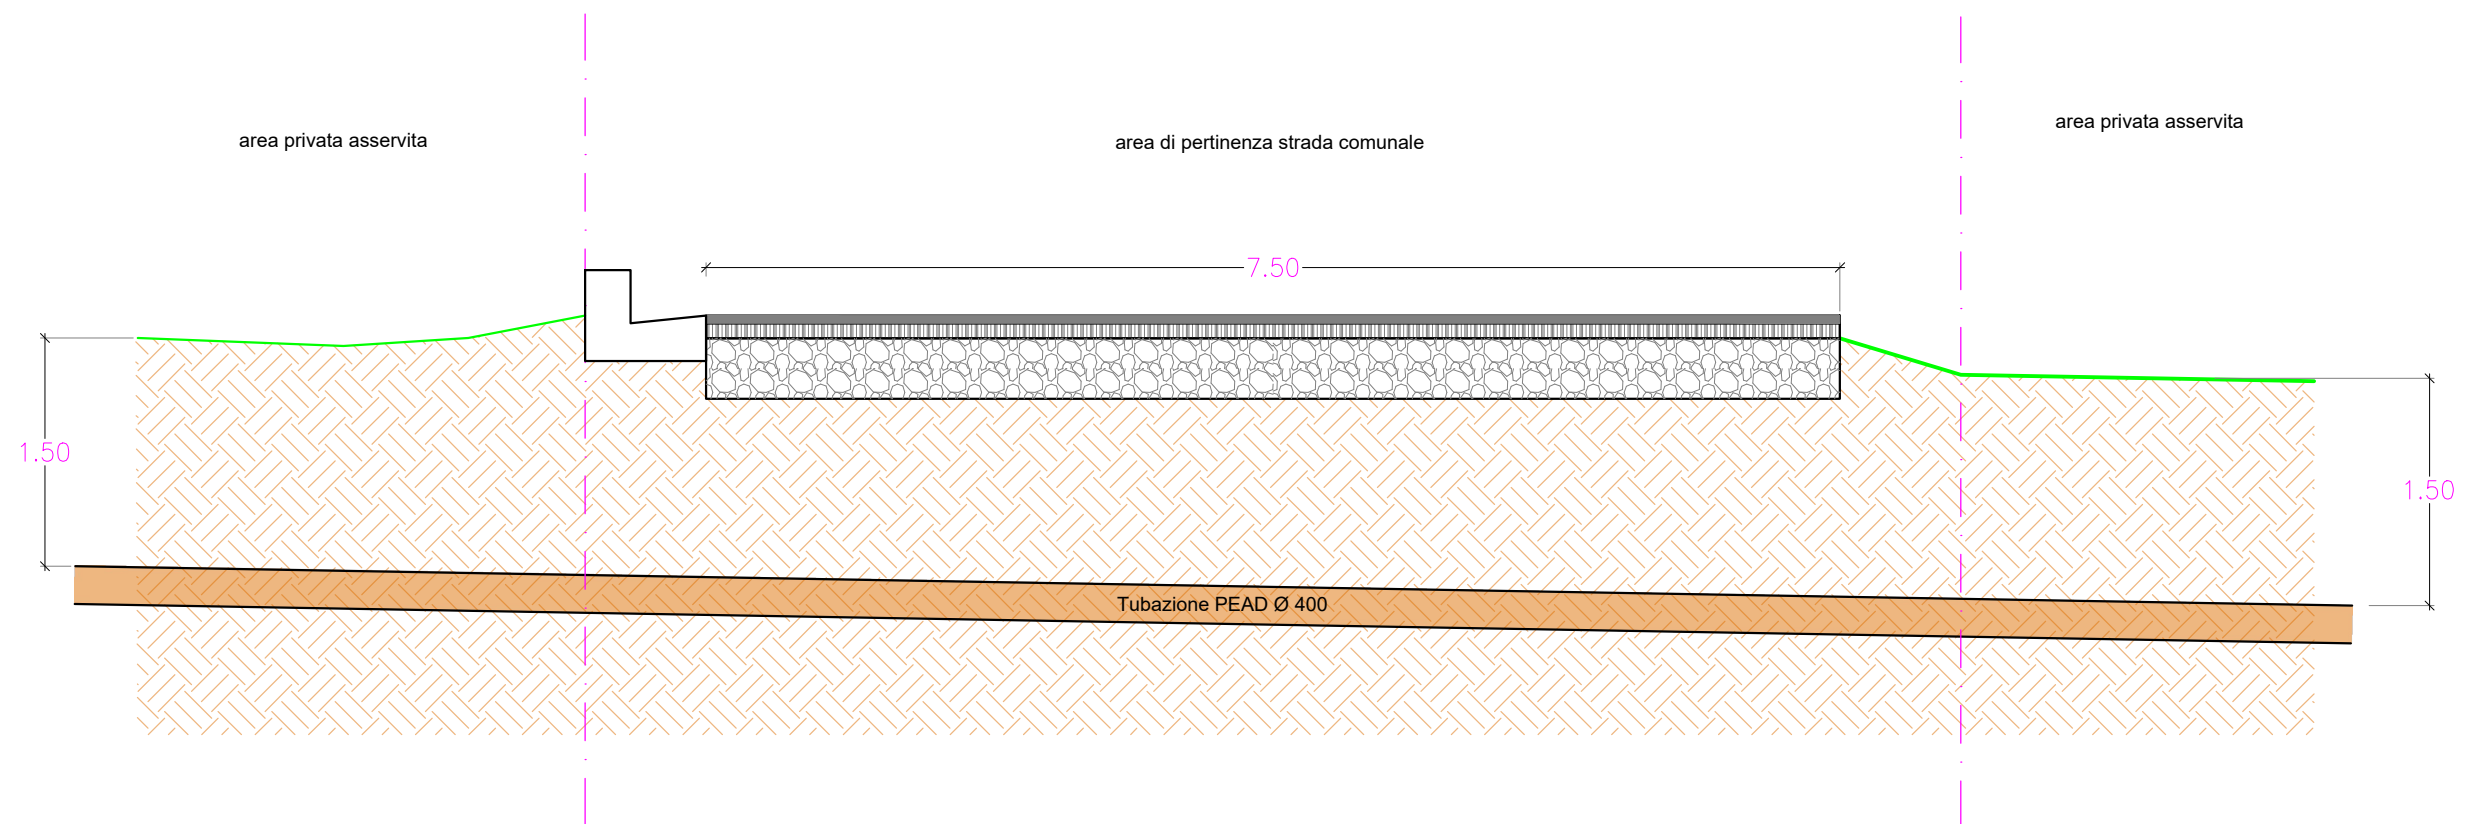 area privata asservita
area di pertinenza strada comunale
area privata asservita
7.50
1.50
1.50
Tubazione PEAD Ø 400